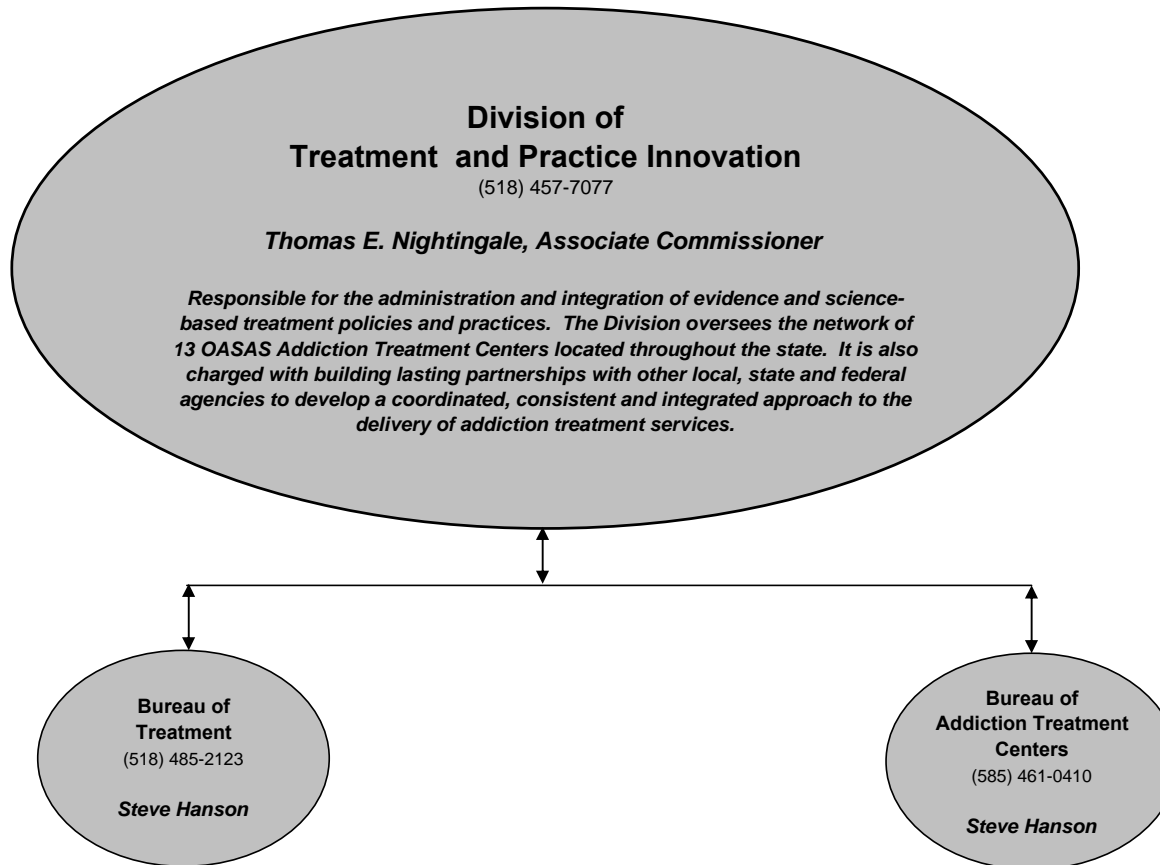 Division of
Treatment  and Practice Innovation
(518) 457-7077
Thomas E. Nightingale, Associate Commissioner
Responsible for the administration and integration of evidence and science-
based treatment policies and practices.  The Division oversees the network of
13 OASAS Addiction Treatment Centers located throughout the state.  It is also
charged with building lasting partnerships with other local, state and federal
agencies to develop a coordinated, consistent and integrated approach to the
delivery of addiction treatment services.
Bureau of
Treatment
(518) 485-2123
Steve Hanson
Bureau of
Addiction Treatment
Centers
(585) 461-0410
Steve Hanson